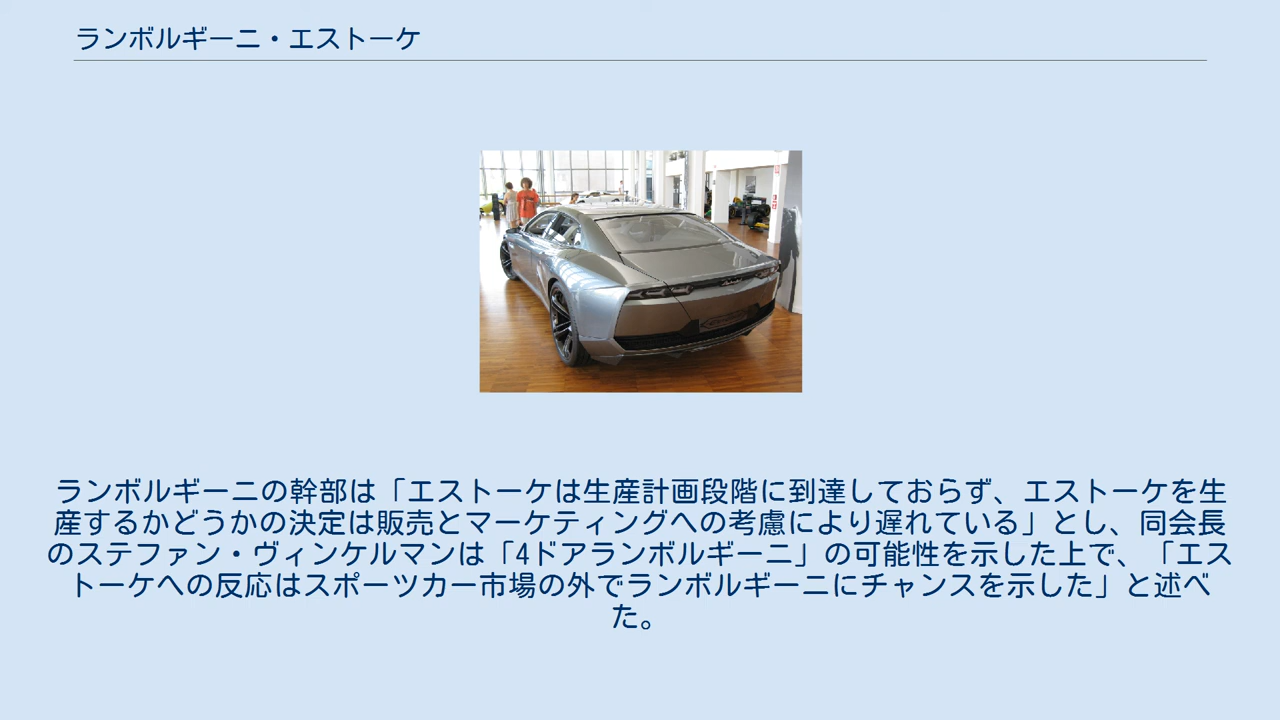 ランボルギーニ・エストーケ
ランボルギーニの幹部は「エストーケは生産計画段階に到達しておらず、エストーケを生
産するかどうかの決定は販売とマーケティングへの考慮により遅れている」とし、同会長
のステファン・ヴィンケルマンは「4ドアランボルギーニ」の可能性を示した上で、「エス
トーケへの反応はスポーツカー市場の外でランボルギーニにチャンスを示した」と述べ
た。